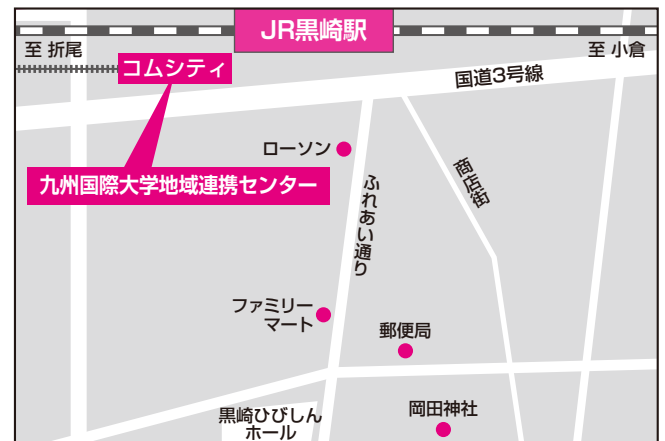 JR黒崎駅
至 折尾
至 小倉
コムシティ
国道3号線
ローソン
九州国際大学地域連携センター
商店街
ふれあい通り
ファミリー
マート
郵便局
黒崎ひびしん
ホール
岡田神社